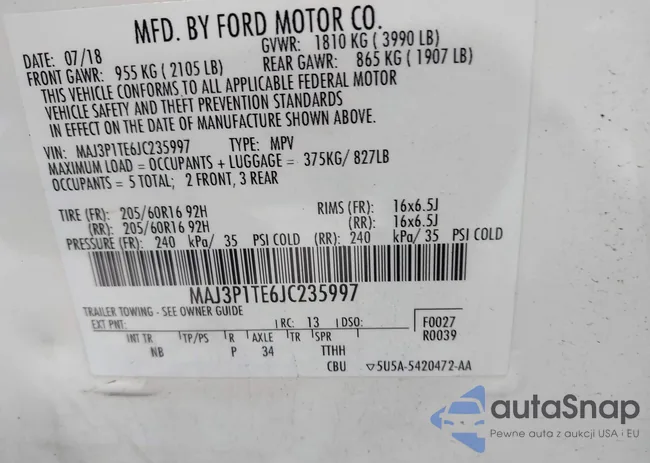 MFD. BY FORD MOTOR CO.
DATE: 07/18 GVWR: 1810 KG ( 3990 LB)
FRONT GAWR: 955 KG ( 2105 LB) REAR GAWR: 865 KG ( 1907 LB)
THIS VEHICLE CONFORMS TO ALL APPLICABLE FEDERAL MOTOR
VEHICLE SAFETY AND THEFT PREVENTION STANDARDS
IN EFFECT ON THE DATE OF MANUFACTURE SHOWN ABOVE.
VIN: MAJ3P1TE6JC235997 TYPE: MPV
MAXIMUM LOAD = OCCUPANTS + LUGGAGE = 375KG/ 827LB
OCCUPANTS = 5 TOTAL; 2 FRONT, 3 REAR
TIRE (FR): 205/60R16 92H RIMS (FR): 16x6.5J
(RR): 205/60R16 92H (RR): 16x6.5J
PRESSURE (FR): 240 kPa/ 35 PSI COLD (RR): 240 kPa/ 35 PSI COLD
MAJ3P1TE6JC235997
TRAILER TOWING - SEE OWNER GUIDE
EXT PNT: RC: 13 DSO: F0027
R0039
INT TR TP/PS R AXLE TR SPR
NB P 34 TTHH
CBU ▽5U5A-5420472-AA
autaSnap
Pewne auta z aukcji USA i EU